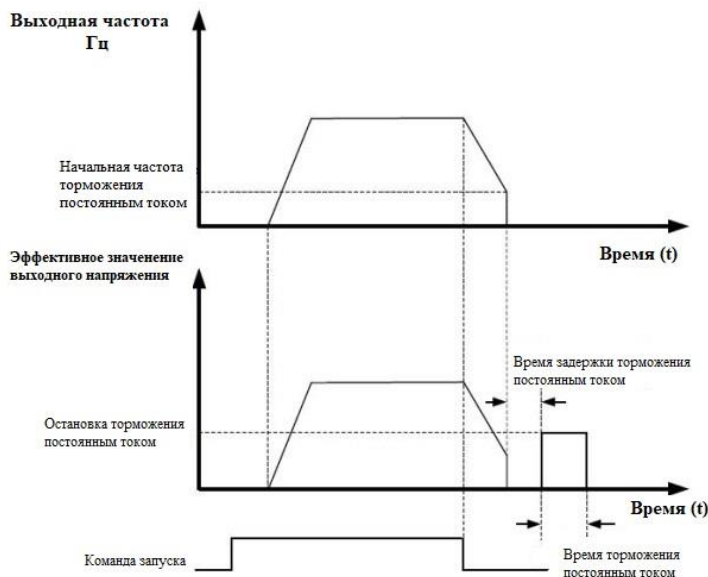 Выходная частота
Гц
Начальная частота
торможения
постоянным током
Время (t)
Эффективное значенение
выходного напряжения
Время задержки торможения
постоянным током
Остановка торможения
постоянным током
Время (t)
Команда запуска
Время торможения
постоянным током